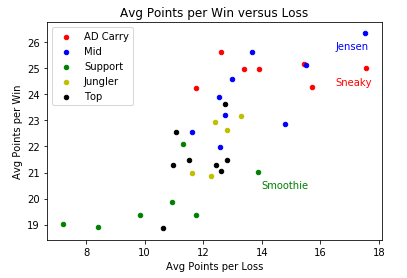 Avg Points per Win versus Loss
AD Carry
Mid
Support
Jungler
Top
Jensen
Sneaky
Smoothie
Avg Points per Win
26
25
24
23
22
21
20
19
8
10
12
14
16
18
Avg Points per Loss